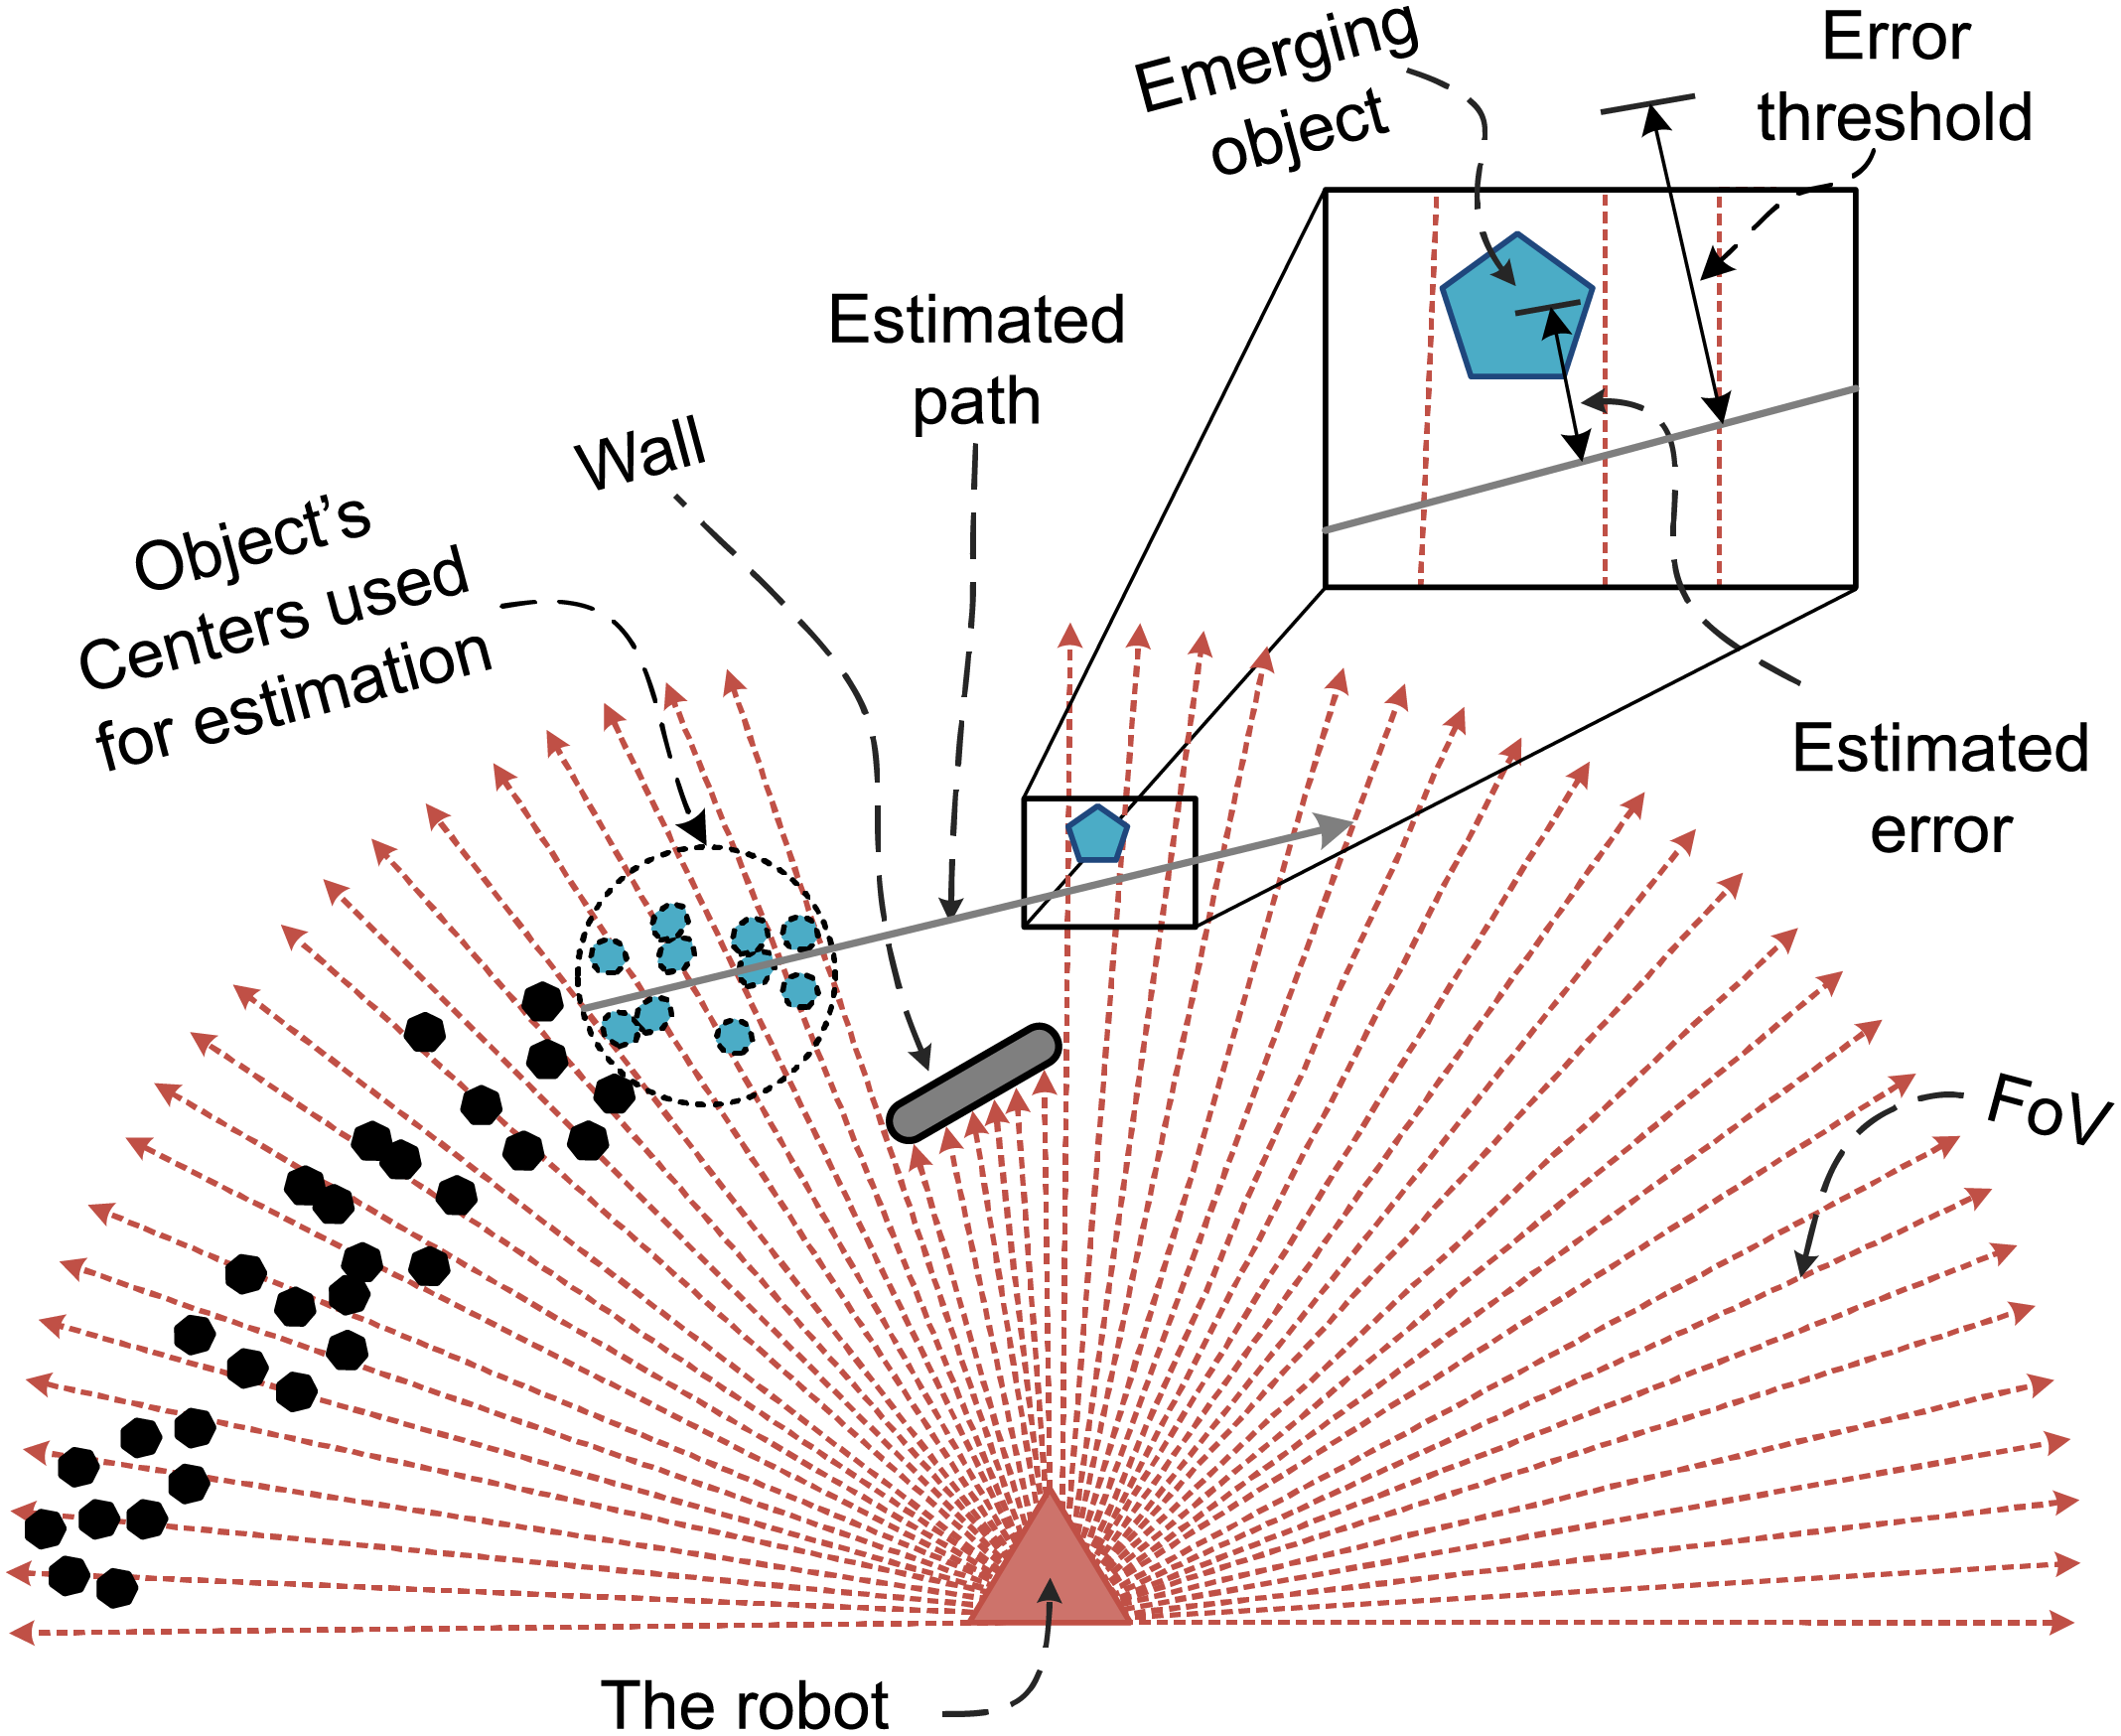 Emerging
object
Error
threshold
Estimated
path
Wall
Object’s
Centers used
for estimation
Estimated
error
FoV
The robot